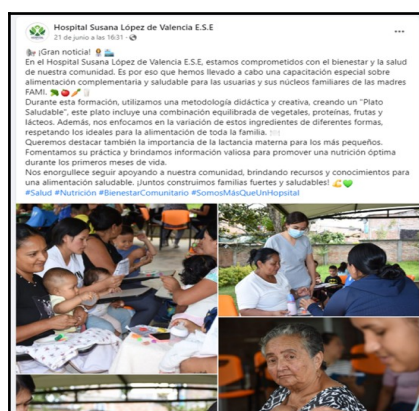 Hospital Susana López de Valencia E.S.E
21 de junio a las 16:31 ·
¡Gran noticia!
En el Hospital Susana López de Valencia E.S.E, estamos comprometidos con el bienestar y la salud
de nuestra comunidad. Es por eso que hemos llevado a cabo una capacitación especial sobre
alimentación complementaria y saludable para las usuarias y sus núcleos familiares de las madres
FAMI.
Durante esta formación, utilizamos una metodología didáctica y creativa, creando un "Plato
Saludable", este plato incluye una combinación equilibrada de vegetales, proteínas, frutas y
lácteos. Además, nos enfocamos en la variación de estos ingredientes de diferentes formas,
respetando los ideales para la alimentación de toda la familia.
Queremos destacar también la importancia de la lactancia materna para los más pequeños.
Fomentamos su práctica y brindamos información valiosa para promover una nutrición óptima
durante los primeros meses de vida.
Nos enorgullece seguir apoyando a nuestra comunidad, brindando recursos y conocimientos para
una alimentación saludable. ¡Juntos construimos familias fuertes y saludables!
#Salud #Nutrición #BienestarComunitario #SomosMásQueUnHopsital